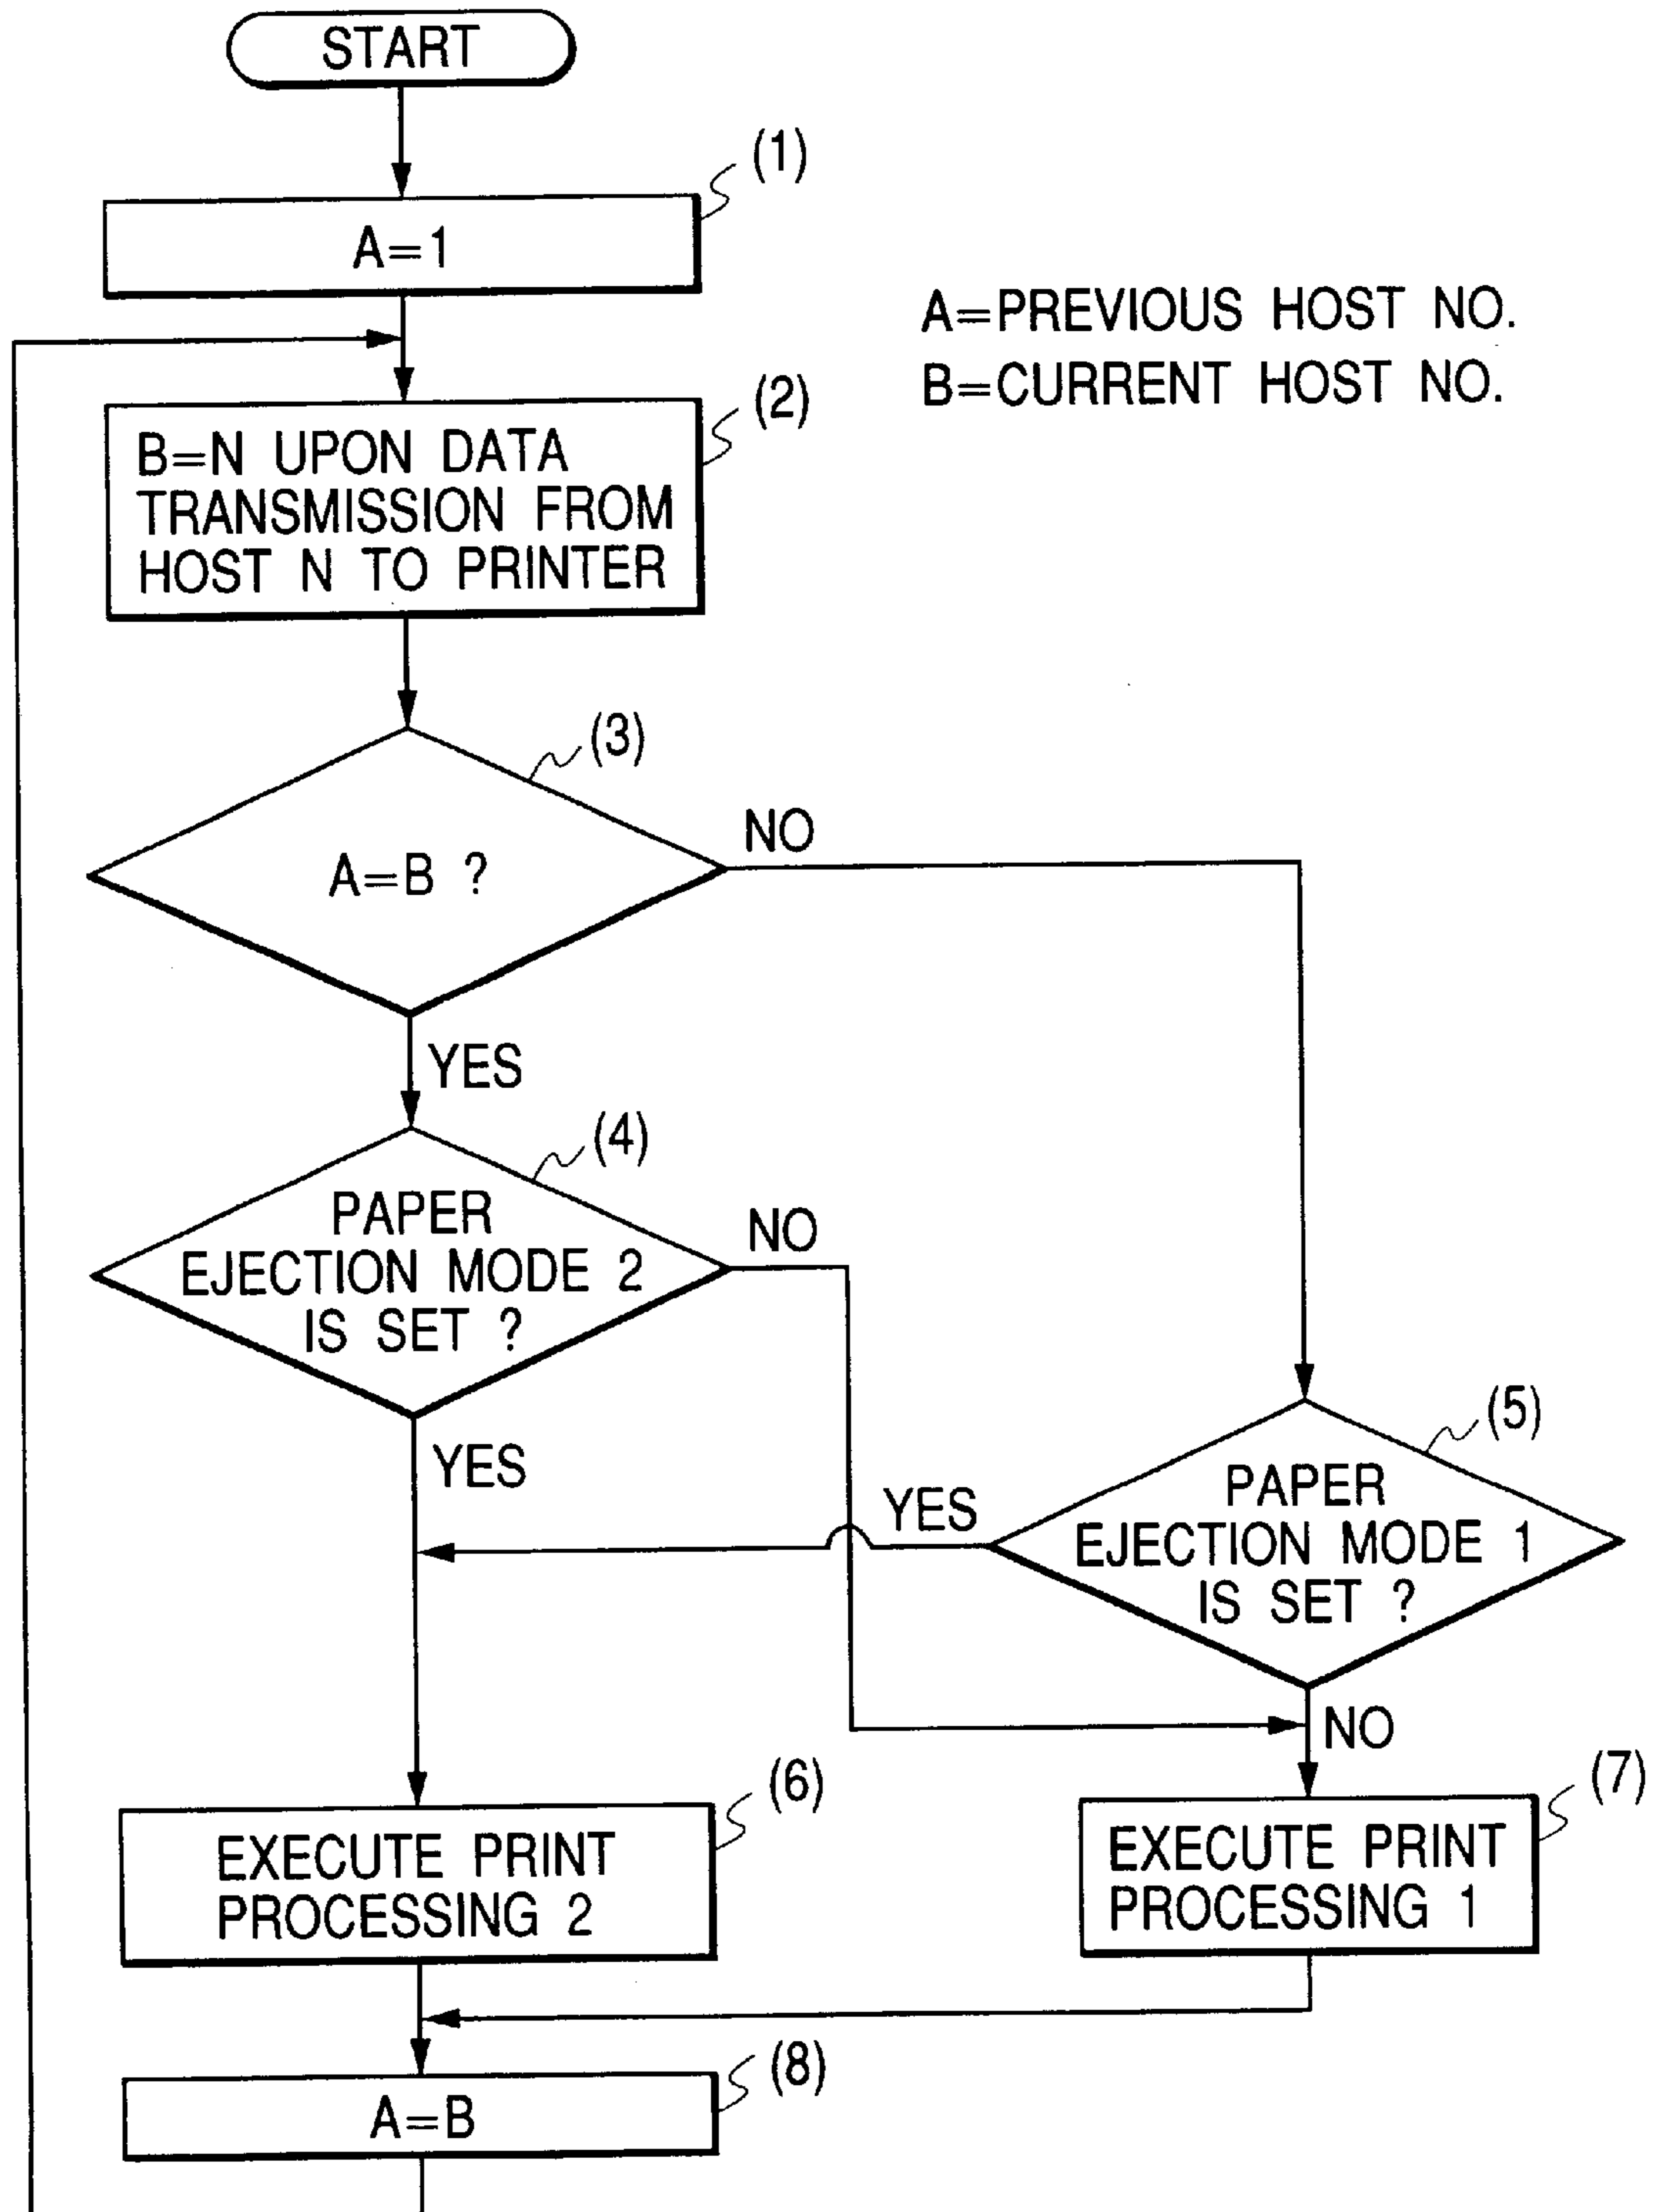 START
(1)
A=1
A=PREVIOUS HOST NO.
B=CURRENT HOST NO.
(2)
B=N UPON DATA
TRANSMISSION FROM
HOST N TO PRINTER
(3)
A=B ?
NO
YES
(4)
PAPER
EJECTION MODE 2
IS SET ?
NO
YES
(5)
PAPER
EJECTION MODE 1
IS SET ?
YES
NO
(6)
EXECUTE PRINT
PROCESSING 2
(7)
EXECUTE PRINT
PROCESSING 1
(8)
A=B